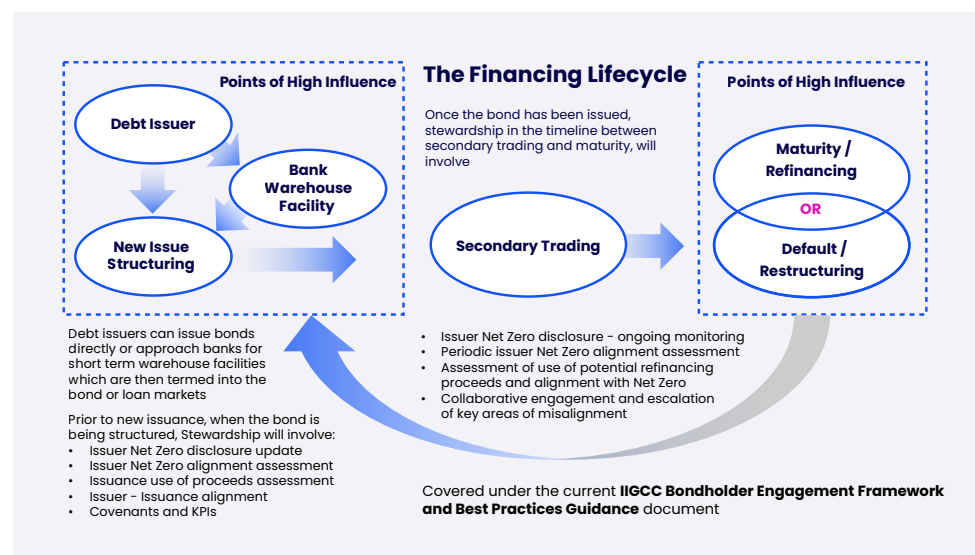 Points of High Influence
Debt Issuer
Bank
Warehouse
Facility
New Issue
Structuring
Debt issuers can issue bonds
directly or approach banks for
short term warehouse facilities
which are then termed into the
bond or loan markets
Prior to new issuance, when the bond is
being structured, Stewardship will involve:
• Issuer Net Zero disclosure update
• Issuer Net Zero alignment assessment
• Issuance use of proceeds assessment
• Issuer - Issuance alignment
• Covenants and KPIs
The Financing Lifecycle
Once the bond has been issued,
stewardship in the timeline between
secondary trading and maturity, will
involve
Secondary Trading
• Issuer Net Zero disclosure - ongoing monitoring
• Periodic issuer Net Zero alignment assessment
• Assessment of use of potential refinancing
proceeds and alignment with Net Zero
• Collaborative engagement and escalation
of key areas of misalignment
Points of High Influence
Maturity /
Refinancing
OR
Default /
Restructuring
Covered under the current IIGCC Bondholder Engagement Framework
and Best Practices Guidance document